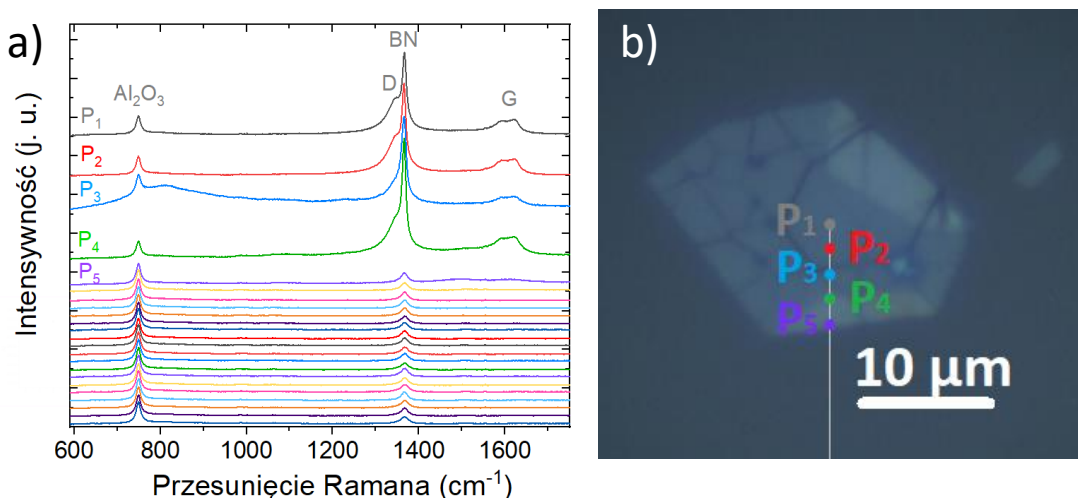 a)
Intensywność (j. u.)
Al₂O₃
D
BN
G
P₁
P₂
P₃
P₄
P₅
600 800 1000 1200 1400 1600
Przesunięcie Ramana (cm⁻¹)
b)
P₁
P₂
P₃
P₄
P₅
10 µm